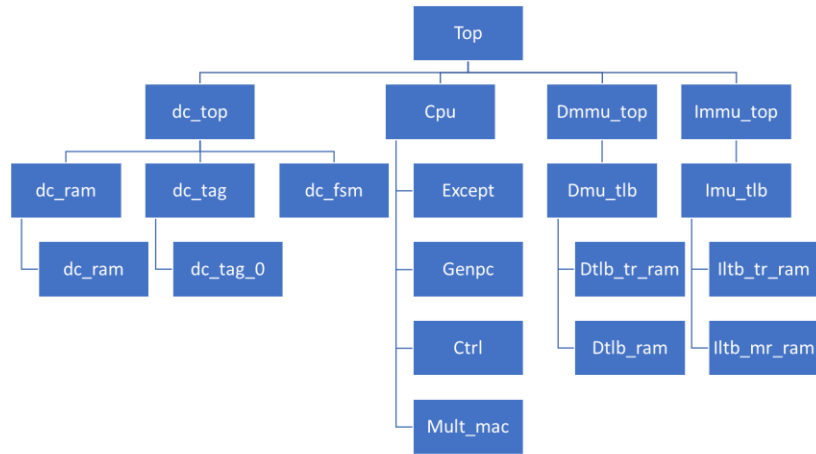 Top
dc_top
Cpu
Dmmu_top
Immu_top
dc_ram
dc_tag
dc_fsm
Except
Dmu_tlb
Imu_tlb
dc_ram
dc_tag_0
Genpc
Dtlb_tr_ram
Iltb_tr_ram
Ctrl
Dtlb_ram
Iltb_mr_ram
Mult_mac